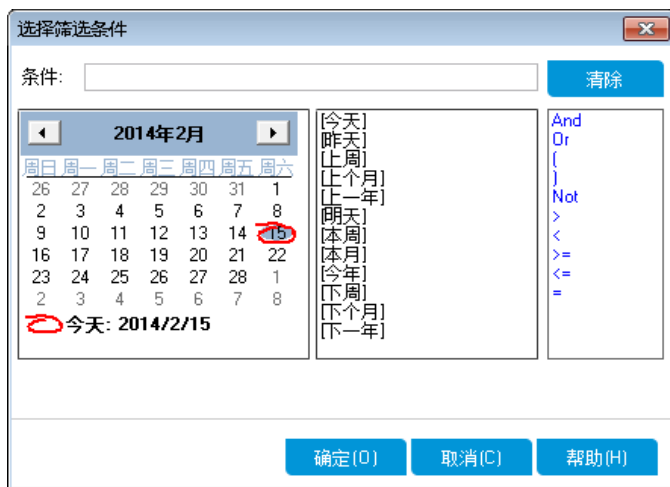 选择筛选条件
条件:
清除
2014年2月
周日 周一 周二 周三 周四 周五 周六
26 27 28 29 30 31 1
2 3 4 5 6 7 8
9 10 11 12 13 14 15
16 17 18 19 20 21 22
23 24 25 26 27 28 1
2 3 4 5 6 7 8
今天: 2014/2/15
[今天]
[昨天]
[上周]
[上个月]
[上一年]
[明天]
[本周]
[本月]
[今年]
[下周]
[下个月]
[下一年]
And
Or
(
)
Not
>
<
>=
<=
=
确定(O)
取消(C)
帮助(H)